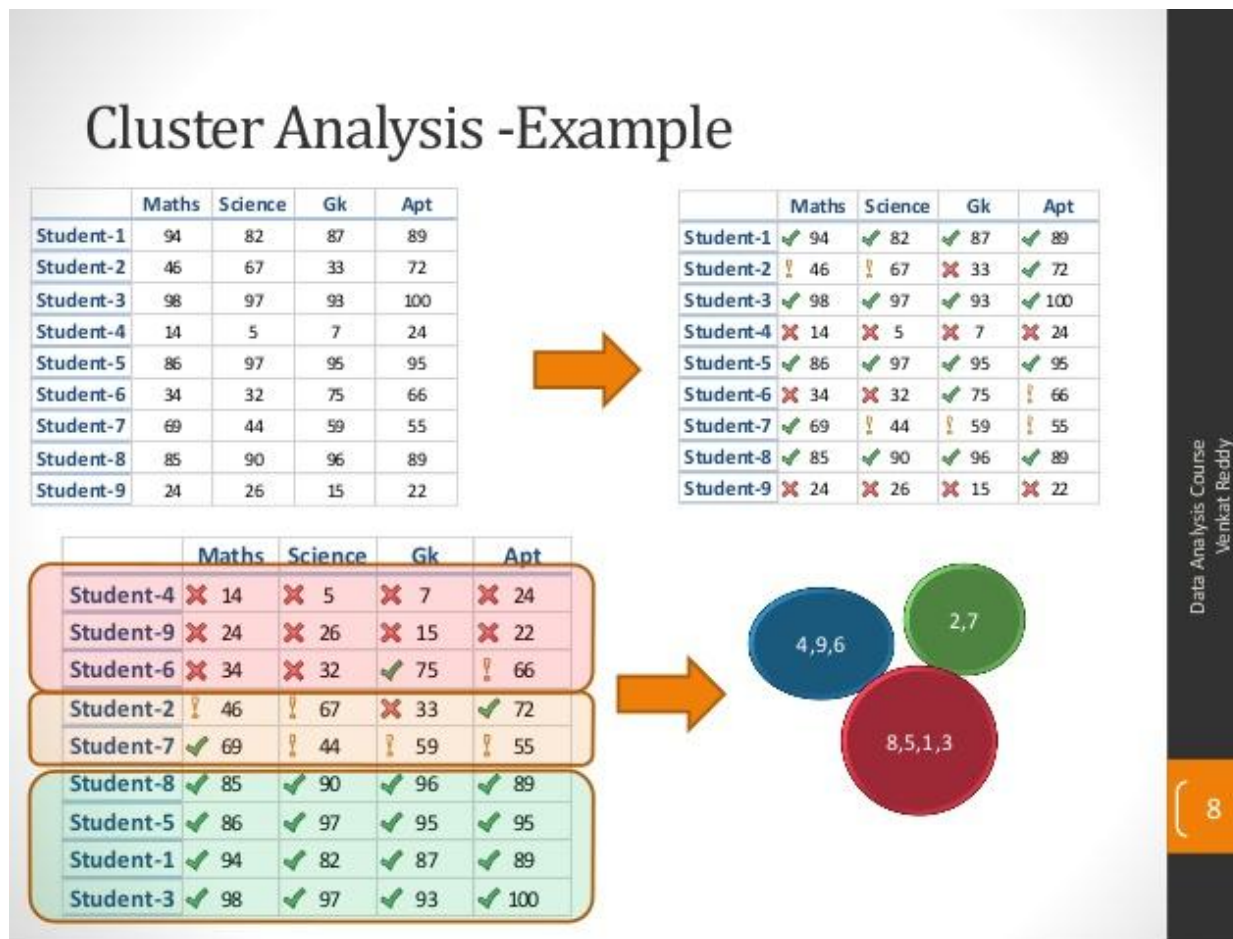 Cluster Analysis -Example
Maths Science Gk Apt
Student-1 94 82 87 89
Student-2 46 67 33 72
Student-3 98 97 93 100
Student-4 14 5 7 24
Student-5 86 97 95 95
Student-6 34 32 75 66
Student-7 69 44 59 55
Student-8 85 90 96 89
Student-9 24 26 15 22
Maths Science Gk Apt
Student-1 ✔ 94 ✔ 82 ✔ 87 ✔ 89
Student-2 ! 46 ! 67 ✖ 33 ✔ 72
Student-3 ✔ 98 ✔ 97 ✔ 93 ✔ 100
Student-4 ✖ 14 ✖ 5 ✖ 7 ✖ 24
Student-5 ✔ 86 ✔ 97 ✔ 95 ✔ 95
Student-6 ✖ 34 ✖ 32 ✔ 75 ! 66
Student-7 ✔ 69 ! 44 ! 59 ! 55
Student-8 ✔ 85 ✔ 90 ✔ 96 ✔ 89
Student-9 ✖ 24 ✖ 26 ✖ 15 ✖ 22
Maths Science Gk Apt
Student-4 ✖ 14 ✖ 5 ✖ 7 ✖ 24
Student-9 ✖ 24 ✖ 26 ✖ 15 ✖ 22
Student-6 ✖ 34 ✖ 32 ✔ 75 ! 66
Student-2 ! 46 ! 67 ✖ 33 ✔ 72
Student-7 ✔ 69 ! 44 ! 59 ! 55
Student-8 ✔ 85 ✔ 90 ✔ 96 ✔ 89
Student-5 ✔ 86 ✔ 97 ✔ 95 ✔ 95
Student-1 ✔ 94 ✔ 82 ✔ 87 ✔ 89
Student-3 ✔ 98 ✔ 97 ✔ 93 ✔ 100
4,9,6
2,7
8,5,1,3
Data Analysis Course
Venkat Reddy
8